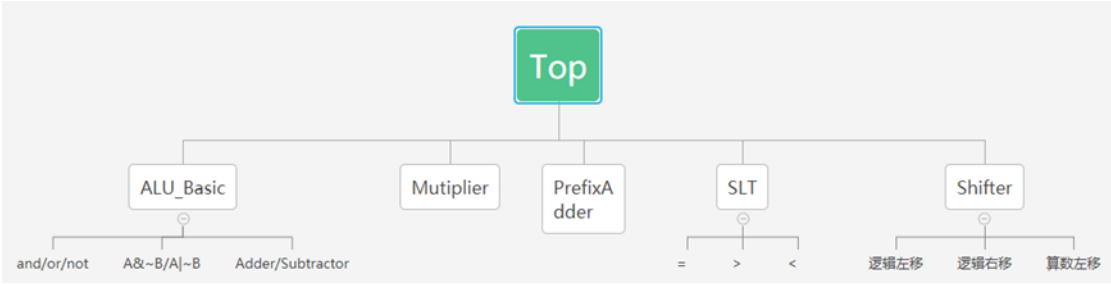 Top
ALU_Basic
Mutiplier
PrefixA
dder
SLT
Shifter
and/or/not
A&~B/A|~B
Adder/Subtractor
=
>
<
逻辑左移
逻辑右移
算数左移